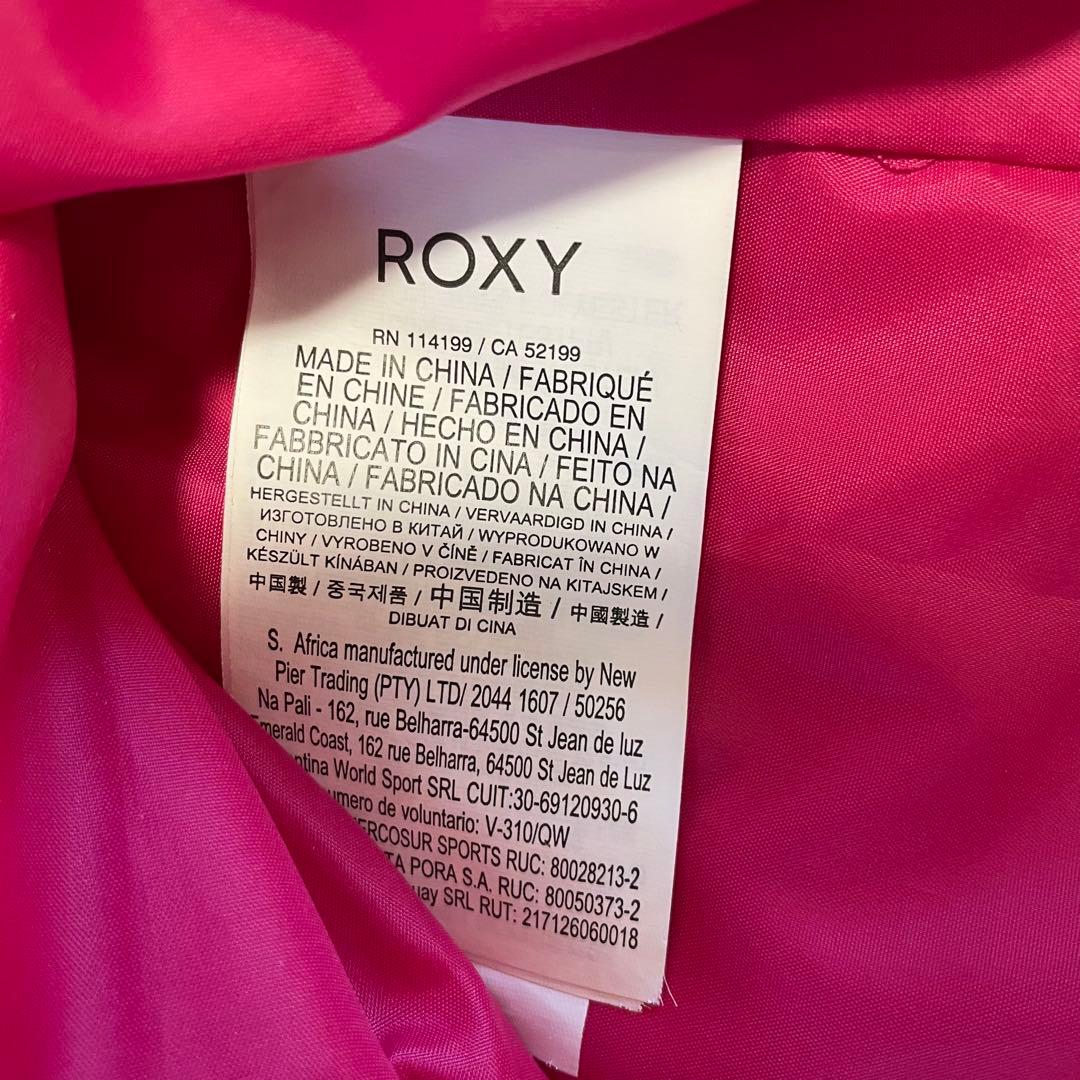 ROXY
RN 114199 / CA 52199
MADE IN CHINA / FABRIQUÉ
EN CHINE / FABRICADO EN
CHINA / HECHO EN CHINA /
FABBRICATO IN CINA / FEITO NA
CHINA / FABRICADO NA CHINA /
HERGESTELLT IN CHINA / VERVAARDIGD IN CHINA /
ИЗГОТОВЛЕНО В КИТАЙ / WYPRODUKOWANO W
CHINY / VYROBENO V ČÍNĚ / FABRICAT ÎN CHINA /
KÉSZÜLT KÍNÁBAN / PROIZVEDENO NA KITAJSKEM /
中国製 / 중국제품 / 中国制造 / 中國製造 /
DIBUAT DI CINA
S. Africa manufactured under license by New
Pier Trading (PTY) LTD/ 2044 1607 / 50256
Na Pali - 162, rue Belharra-64500 St Jean de luz
Emerald Coast, 162 rue Belharra, 64500 St Jean de Luz
World Sport SRL CUIT:30-69120930-6
de voluntario: V-310/QW
SPORTS RUC: 80028213-2
PORA S.A. RUC: 80050373-2
SRL RUT: 217126060018